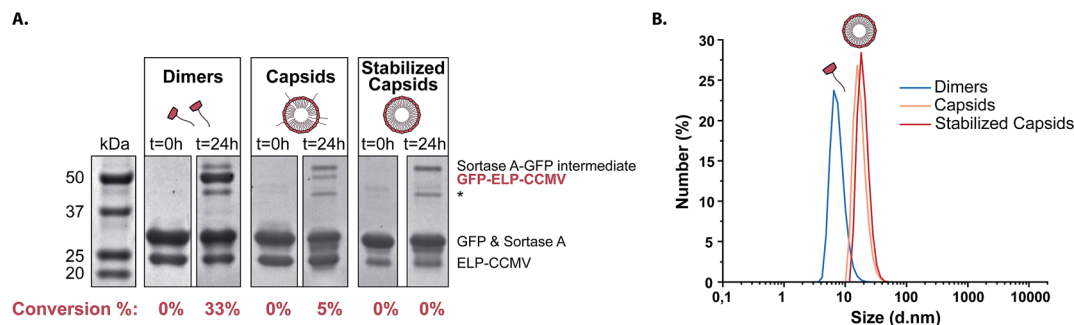 A.
Dimers
Capsids
Stabilized
Capsids
kDa
t=0h
t=24h
t=0h
t=24h
t=0h
t=24h
50
37
25
20
Sortase A-GFP intermediate
GFP-ELP-CCMV
*
GFP & Sortase A
ELP-CCMV
Conversion %: 0% 33% 0% 5% 0% 0%
B.
30
25
20
15
10
5
0
Number (%)
Dimers
Capsids
Stabilized Capsids
0,1 1 10 100 1000 10000
Size (d.nm)